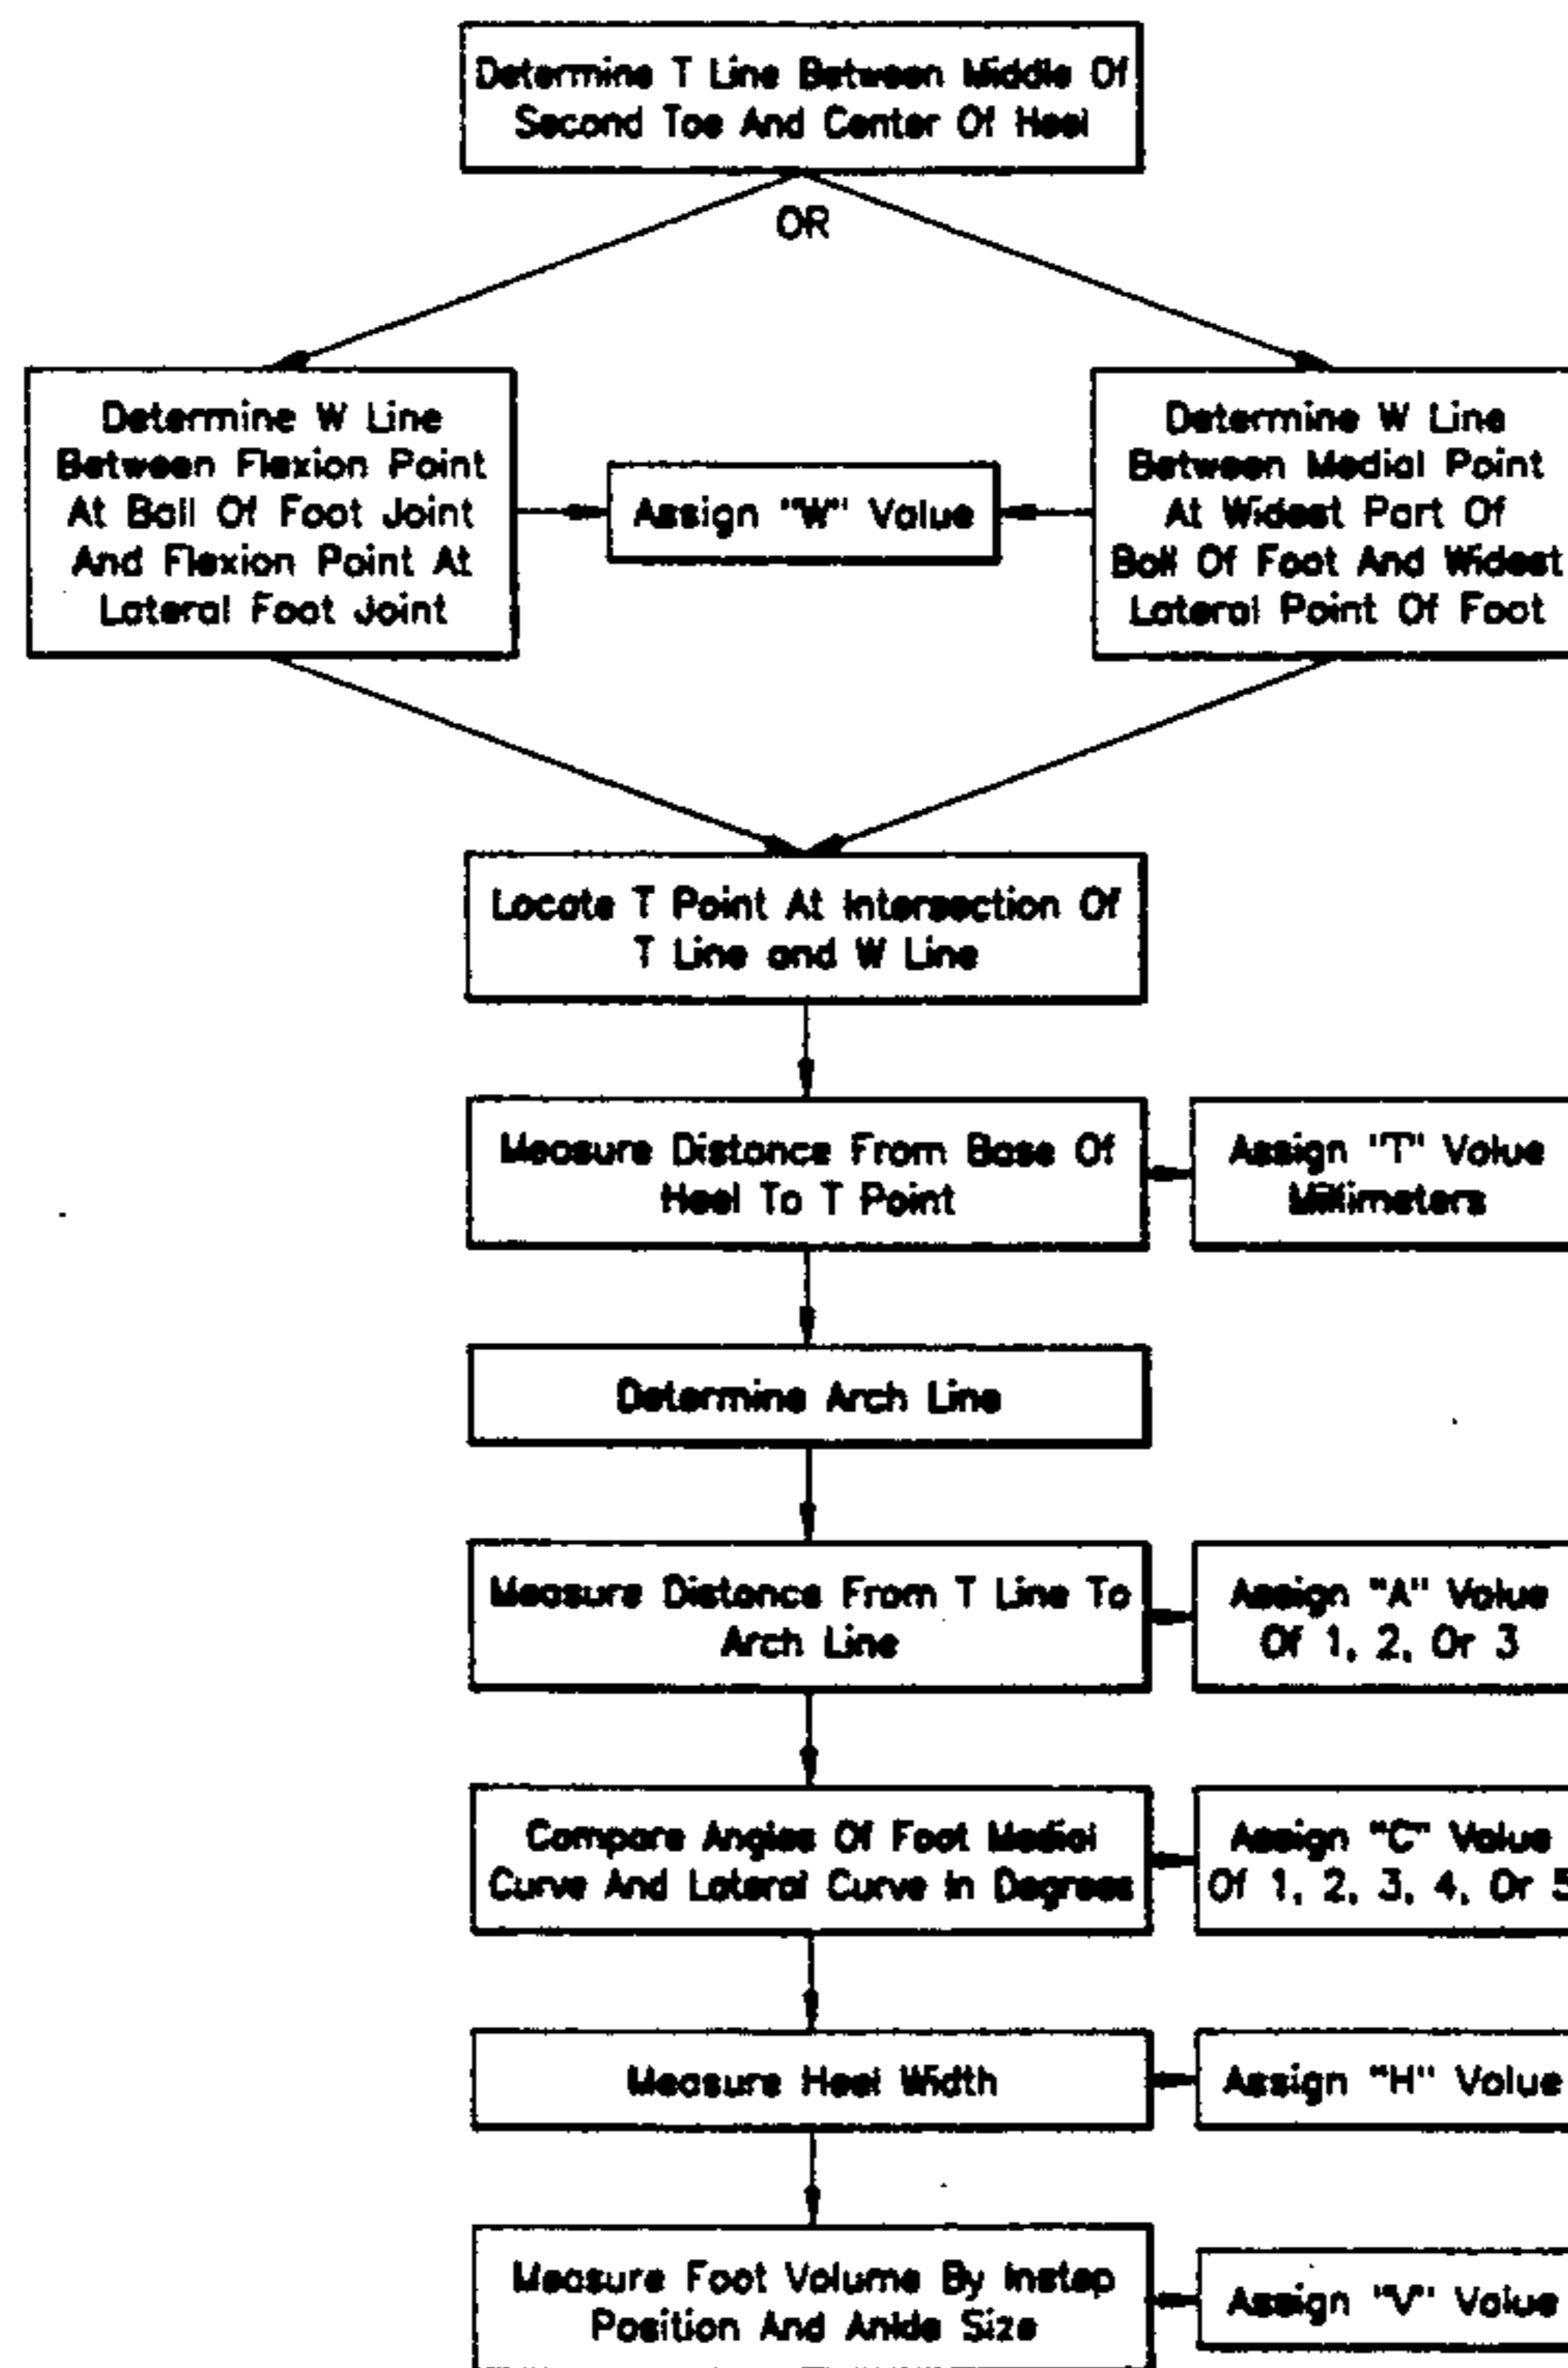 Determine T Line Between Middle Of
Second Toe And Center Of Heel
OR
Determine W Line
Between Flexion Point
At Ball Of Foot Joint
And Flexion Point At
Lateral Foot Joint
Assign "W" Value
Determine W Line
Between Medial Point
At Widest Part Of
Ball Of Foot And Widest
Lateral Point Of Foot
Locate T Point At Intersection Of
T Line and W Line
Measure Distance From Base Of
Heel To T Point
Assign "T" Value
Millimeters
Determine Arch Line
Measure Distance From T Line To
Arch Line
Assign "A" Value
Of 1, 2, Or 3
Compare Angles Of Foot Medial
Curve And Lateral Curve In Degrees
Assign "C" Value
Of 1, 2, 3, 4, Or 5
Measure Heel Width
Assign "H" Value
Measure Foot Volume By Instep
Position And Ankle Size
Assign "V" Value